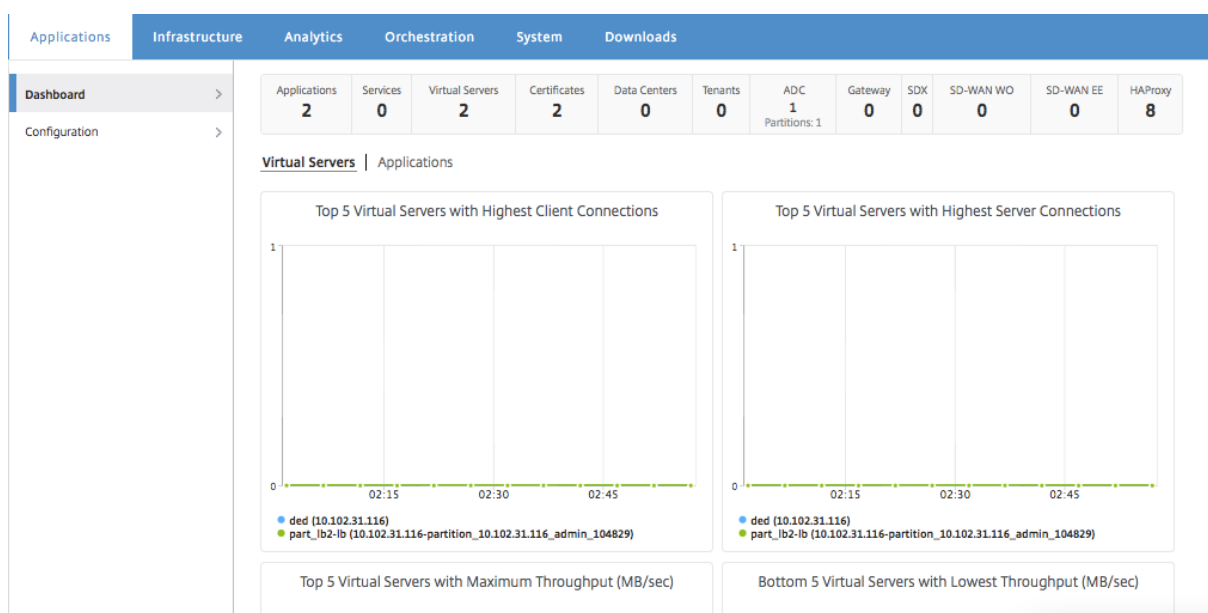 Applications Infrastructure Analytics Orchestration System Downloads
Dashboard
Configuration
Applications Services Virtual Servers Certificates Data Centers Tenants ADC Gateway SDX SD-WAN WO SD-WAN EE HAProxy
2 0 2 2 0 0 1 0 0 0 0 8
Partitions: 1
Virtual Servers | Applications
Top 5 Virtual Servers with Highest Client Connections
1
0
02:15 02:30 02:45
ded (10.102.31.116)
part_lb2-lb (10.102.31.116-partition_10.102.31.116_admin_104829)
Top 5 Virtual Servers with Highest Server Connections
1
0
02:15 02:30 02:45
ded (10.102.31.116)
part_lb2-lb (10.102.31.116-partition_10.102.31.116_admin_104829)
Top 5 Virtual Servers with Maximum Throughput (MB/sec)
Bottom 5 Virtual Servers with Lowest Throughput (MB/sec)